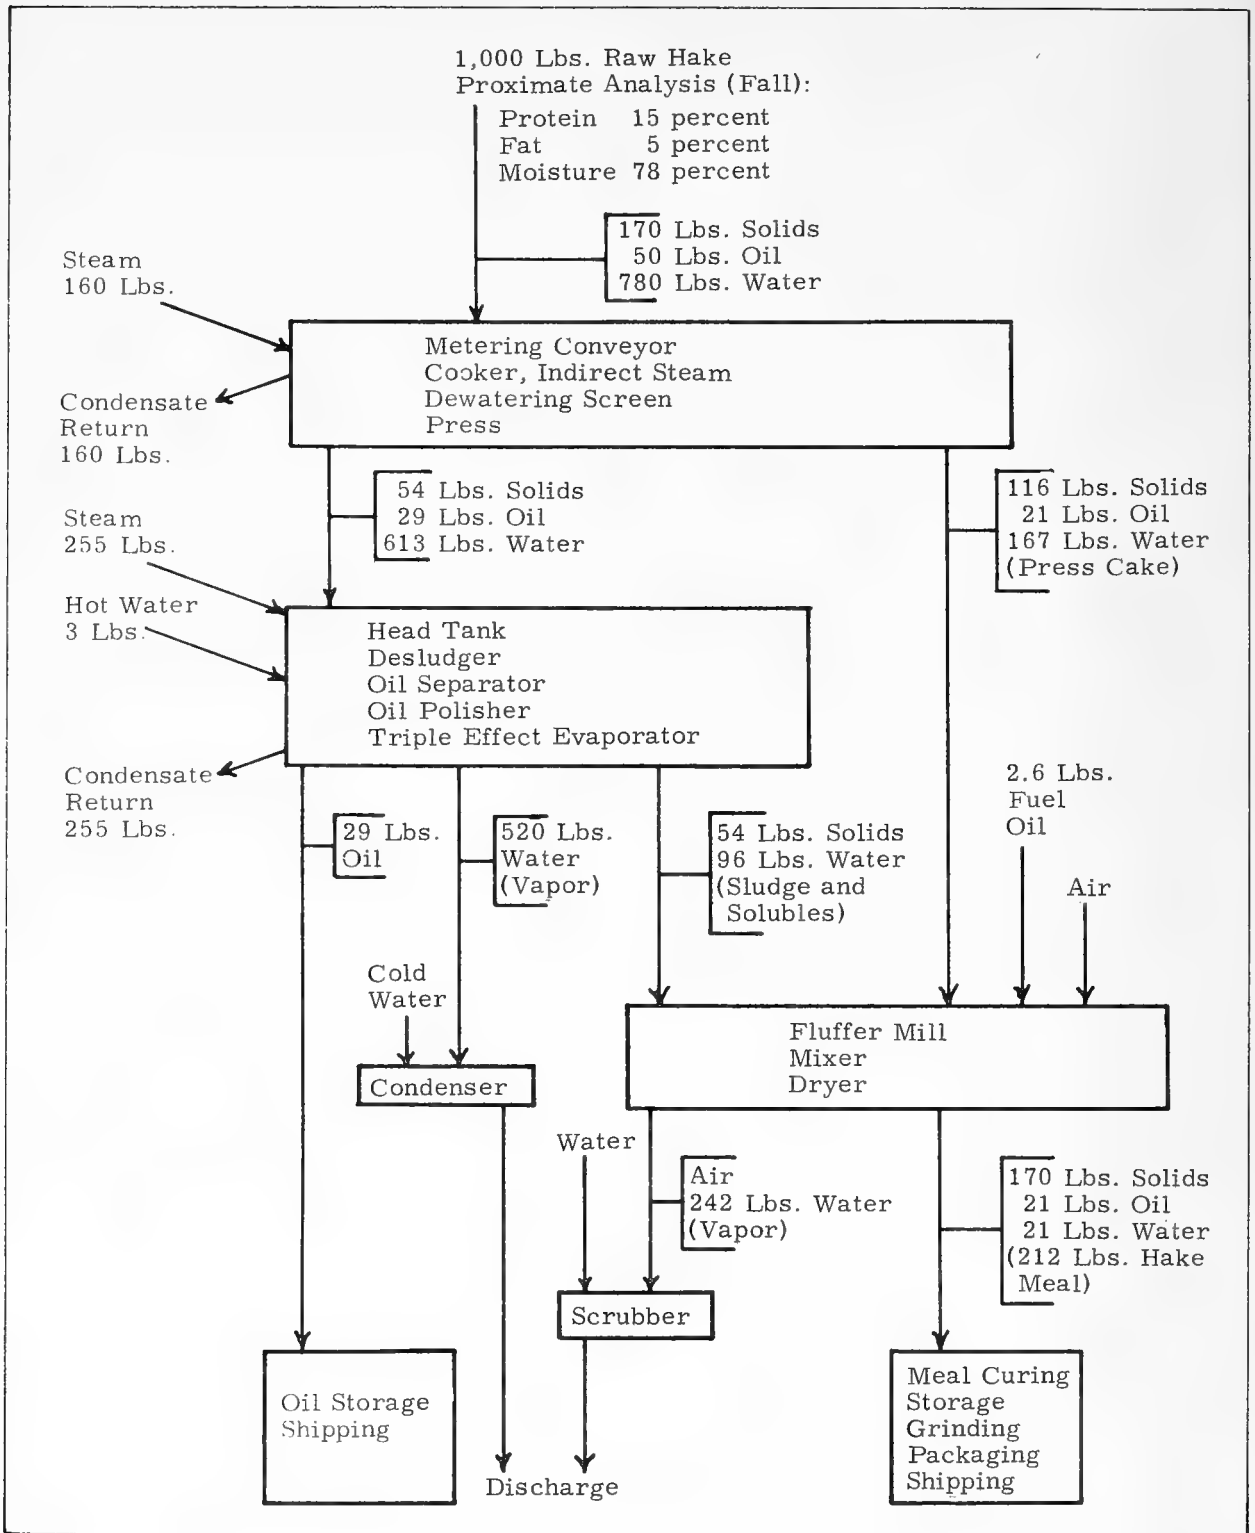 1,000 Lbs. Raw Hake
Proximate Analysis (Fall):
Protein 15 percent
Fat 5 percent
Moisture 78 percent
170 Lbs. Solids
50 Lbs. Oil
780 Lbs. Water
Steam
160 Lbs.
Metering Conveyor
Cooker, Indirect Steam
Dewatering Screen
Press
Condensate
Return
160 Lbs.
54 Lbs. Solids
29 Lbs. Oil
613 Lbs. Water
116 Lbs. Solids
21 Lbs. Oil
167 Lbs. Water
(Press Cake)
Steam
255 Lbs.
Hot Water
3 Lbs.
Head Tank
Desludger
Oil Separator
Oil Polisher
Triple Effect Evaporator
Condensate
Return
255 Lbs.
29 Lbs.
Oil
520 Lbs.
Water
(Vapor)
54 Lbs. Solids
96 Lbs. Water
(Sludge and
Solubles)
2.6 Lbs.
Fuel
Oil
Air
Cold
Water
Condenser
Fluffer Mill
Mixer
Dryer
Water
Air
242 Lbs. Water
(Vapor)
170 Lbs. Solids
21 Lbs. Oil
21 Lbs. Water
(212 Lbs. Hake
Meal)
Scrubber
Oil Storage
Shipping
Meal Curing
Storage
Grinding
Packaging
Shipping
Discharge